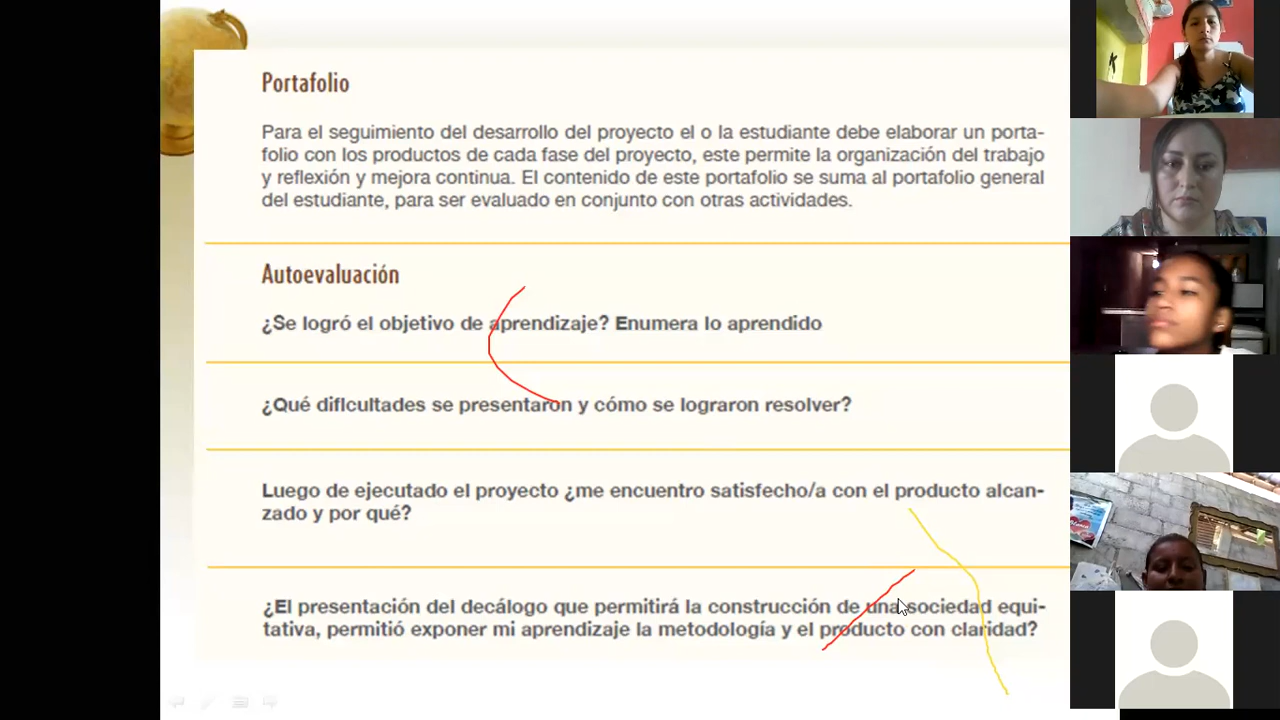 Portafolio
Para el seguimiento del desarrollo del proyecto el o la estudiante debe elaborar un porta-
folio con los productos de cada fase del proyecto, este permite la organización del trabajo
y reflexión y mejora continua. El contenido de este portafolio se suma al portafolio general
del estudiante, para ser evaluado en conjunto con otras actividades.
Autoevaluación
¿Se logró el objetivo de aprendizaje? Enumera lo aprendido
¿Qué dificultades se presentaron y cómo se lograron resolver?
Luego de ejecutado el proyecto ¿me encuentro satisfecho/a con el producto alcan-
zado y por qué?
¿El presentación del decálogo que permitirá la construcción de una sociedad equi-
tativa, permitió exponer mi aprendizaje la metodología y el producto con claridad?